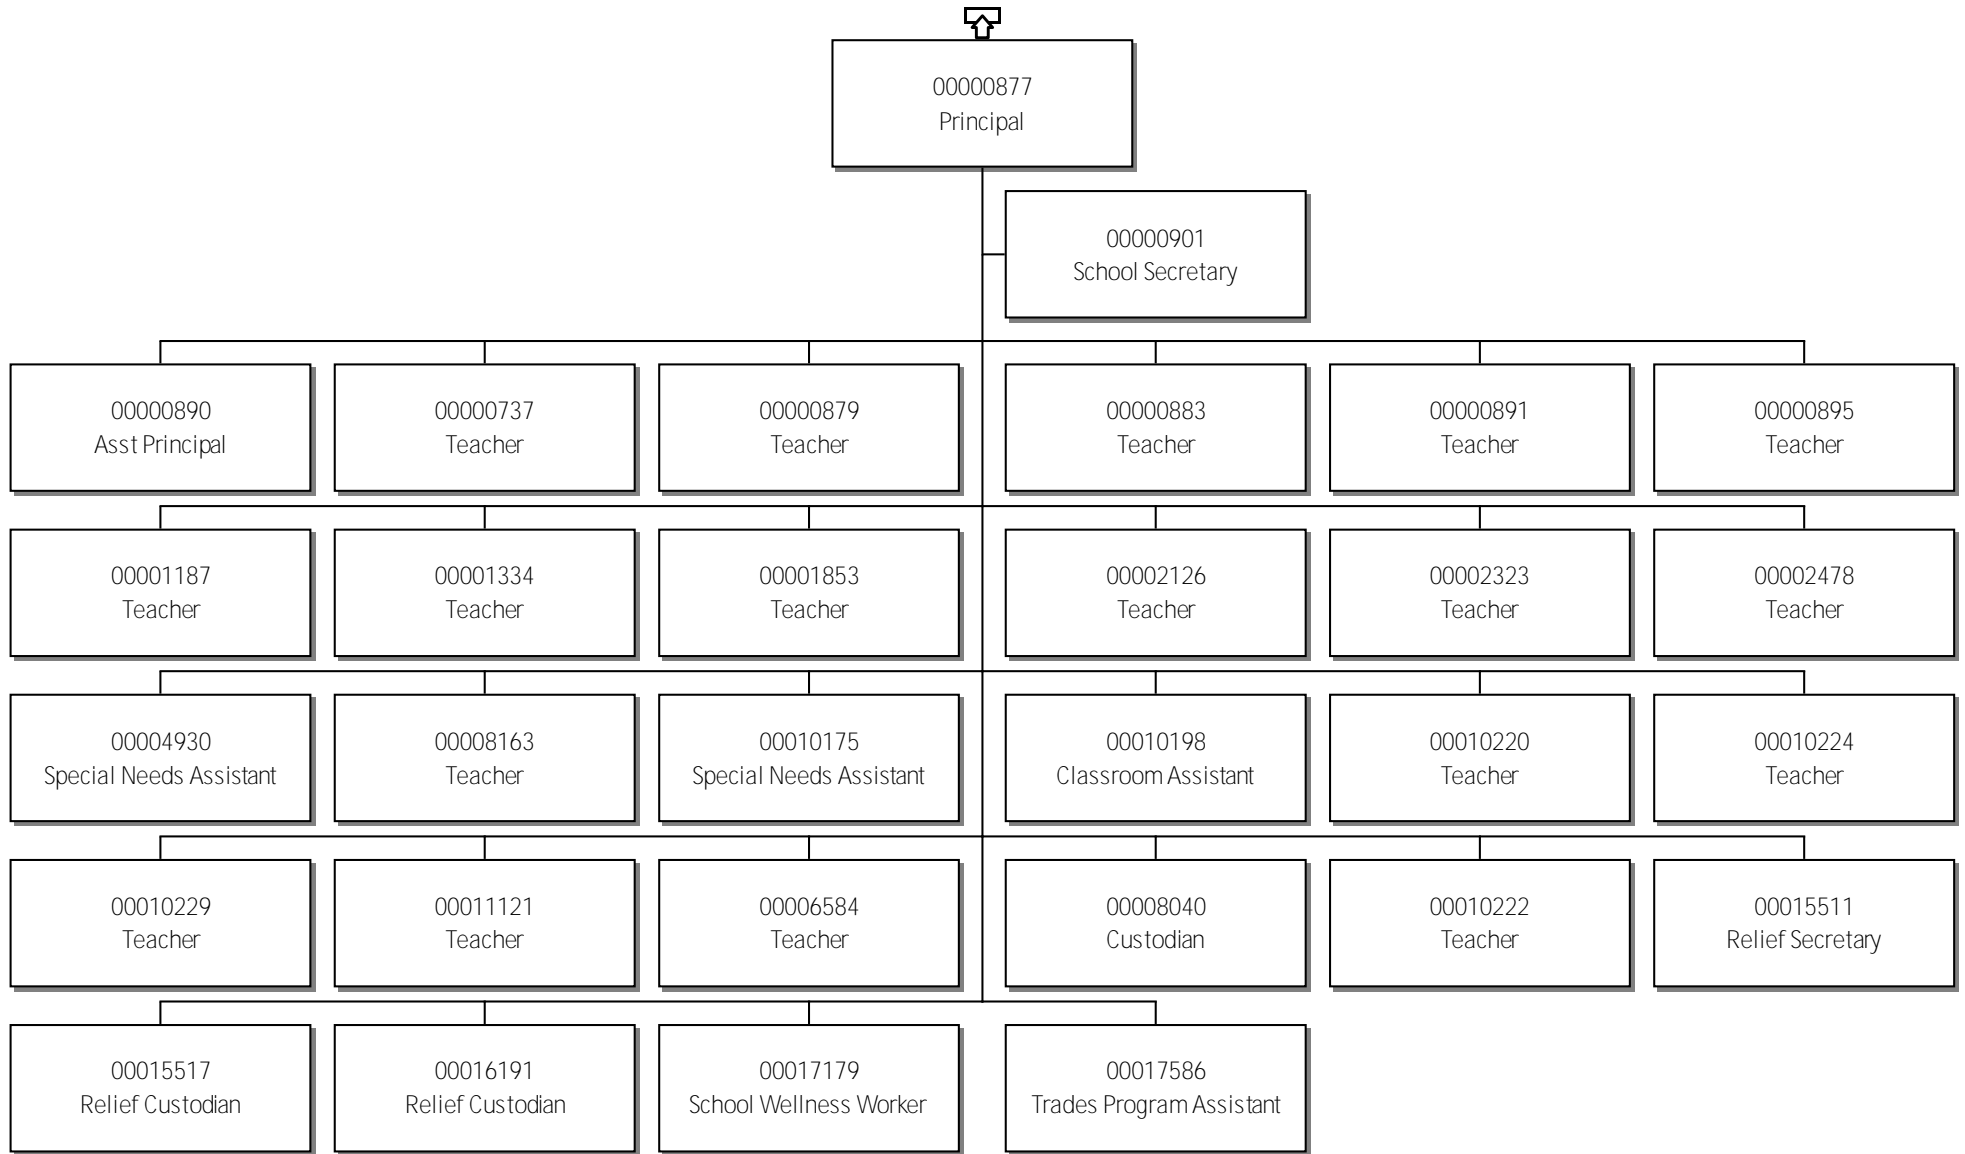 00000877
Principal
00000901
School Secretary
00000890
Asst Principal
00000737
Teacher
00000879
Teacher
00000883
Teacher
00000891
Teacher
00000895
Teacher
00001187
Teacher
00001334
Teacher
00001853
Teacher
00002126
Teacher
00002323
Teacher
00002478
Teacher
00004930
Special Needs Assistant
00008163
Teacher
00010175
Special Needs Assistant
00010198
Classroom Assistant
00010220
Teacher
00010224
Teacher
00010229
Teacher
00011121
Teacher
00006584
Teacher
00008040
Custodian
00010222
Teacher
00015511
Relief Secretary
00015517
Relief Custodian
00016191
Relief Custodian
00017179
School Wellness Worker
00017586
Trades Program Assistant